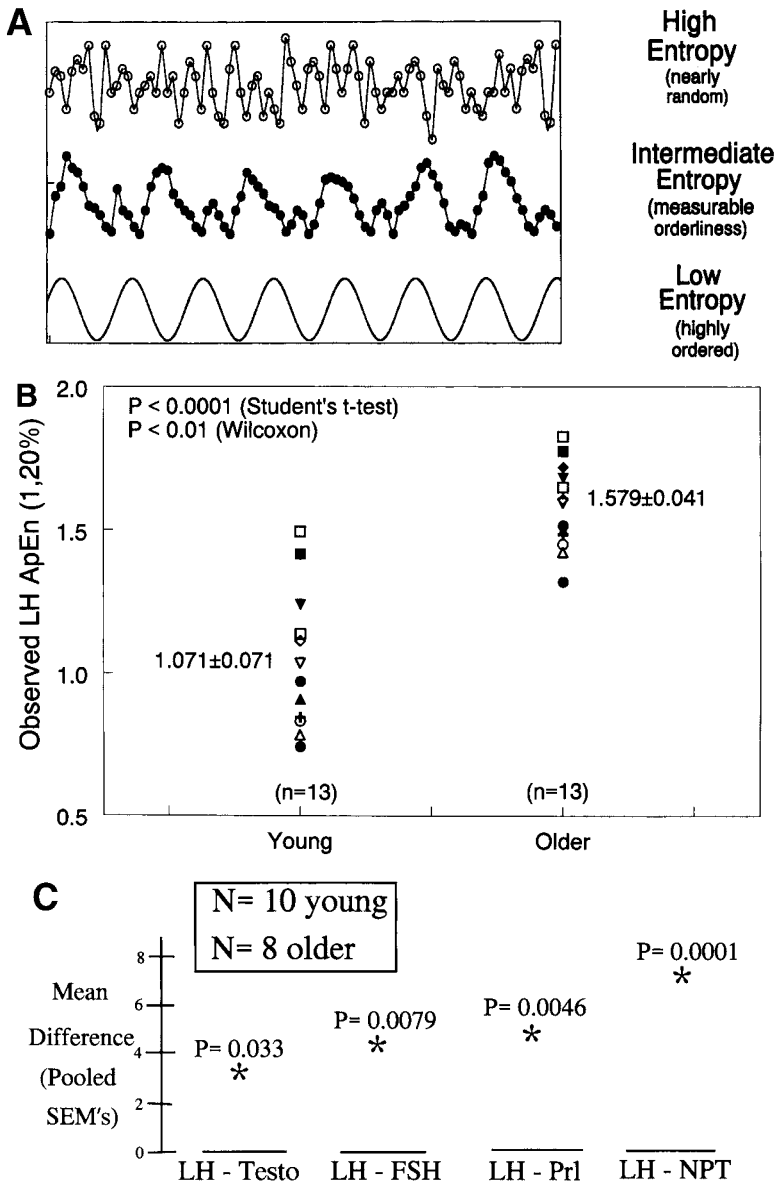 A
High
Entropy
(nearly
random)
Intermediate
Entropy
(measurable
orderliness)
Low
Entropy
(highly
ordered)
B
2.0
P < 0.0001 (Student's t-test)
P < 0.01 (Wilcoxon)
Observed LH ApEn (1,20%)
1.5
1.579±0.041
1.071±0.071
1.0
(n=13)
(n=13)
0.5
Young
Older
C
N= 10 young
N= 8 older
8
6
4
2
0
Mean
Difference
(Pooled
SEM's)
P= 0.033
*
P= 0.0079
*
P= 0.0046
*
P= 0.0001
*
LH - Testo
LH - FSH
LH - Prl
LH - NPT